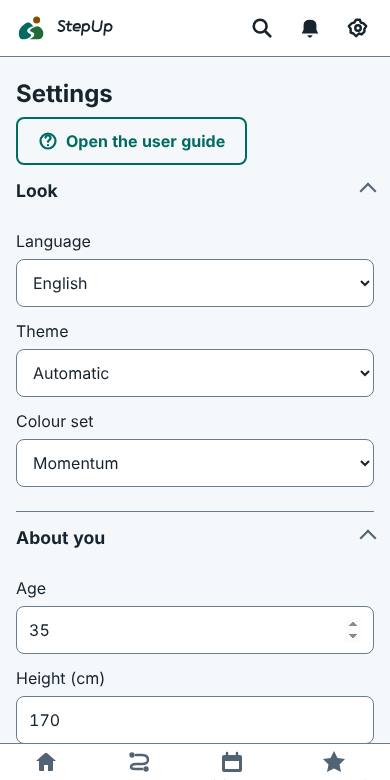 StepUp
Settings
Open the user guide
Look
Language
English
Theme
Automatic
Colour set
Momentum
About you
Age
35
Height (cm)
170